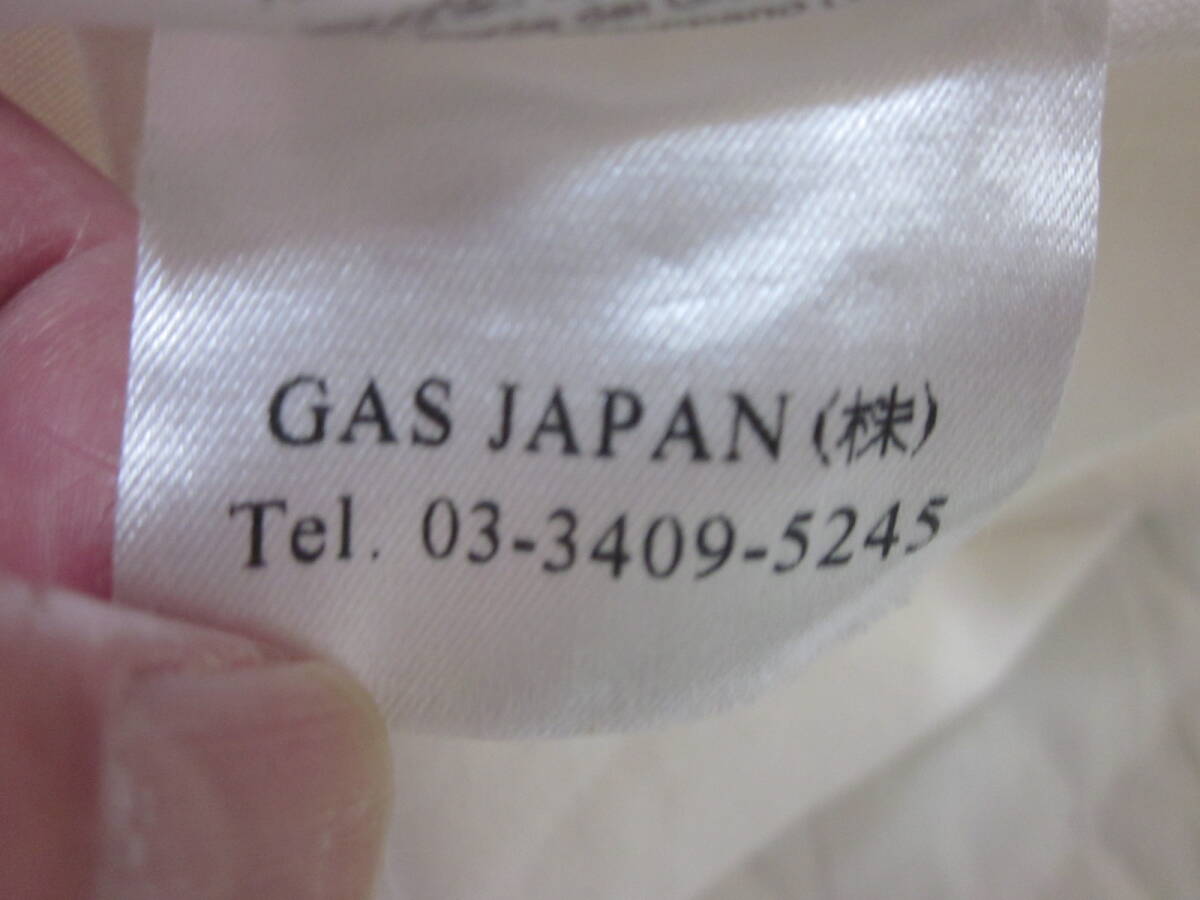 GAS JAPAN (株)
Tel. 03-3409-5245